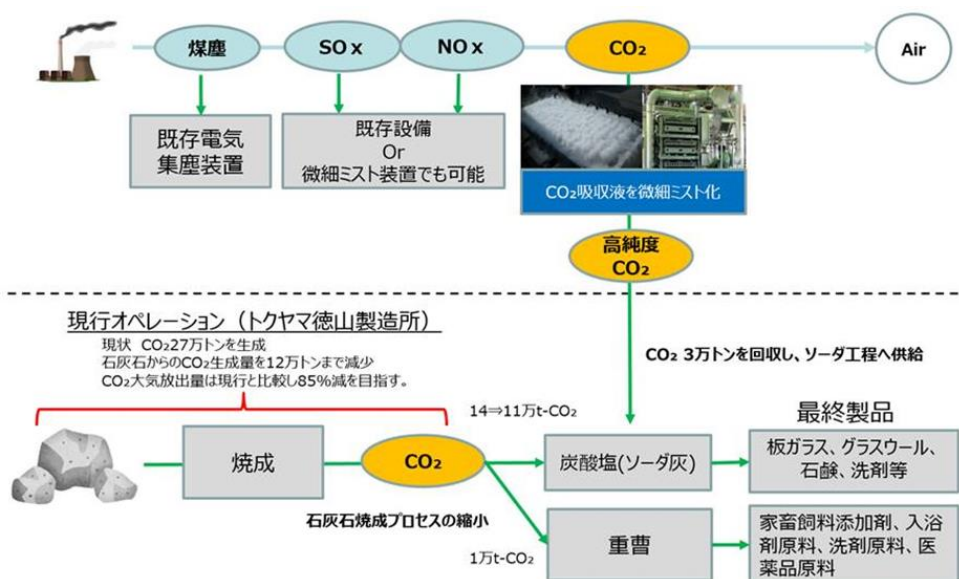 煤塵
SOx
NOx
CO₂
Air
既存電気
集塵装置
既存設備
Or
微細ミスト装置でも可能
CO₂吸収液を微細ミスト化
高純度
CO₂
現行オペレーション（トクヤマ徳山製造所）
現状 CO₂27万トンを生成
石灰石からのCO₂生成量を12万トンまで減少
CO₂大気放出量は現行と比較し85%減を目指す。
CO₂ 3万トンを回収し、ソーダ工程へ供給
14⇒11万t-CO₂
最終製品
焼成
CO₂
炭酸塩(ソーダ灰)
板ガラス、グラスウール、
石鹸、洗剤等
石灰石焼成プロセスの縮小
1万t-CO₂
重曹
家畜飼料添加剤、入浴
剤原料、洗剤原料、医
薬品原料